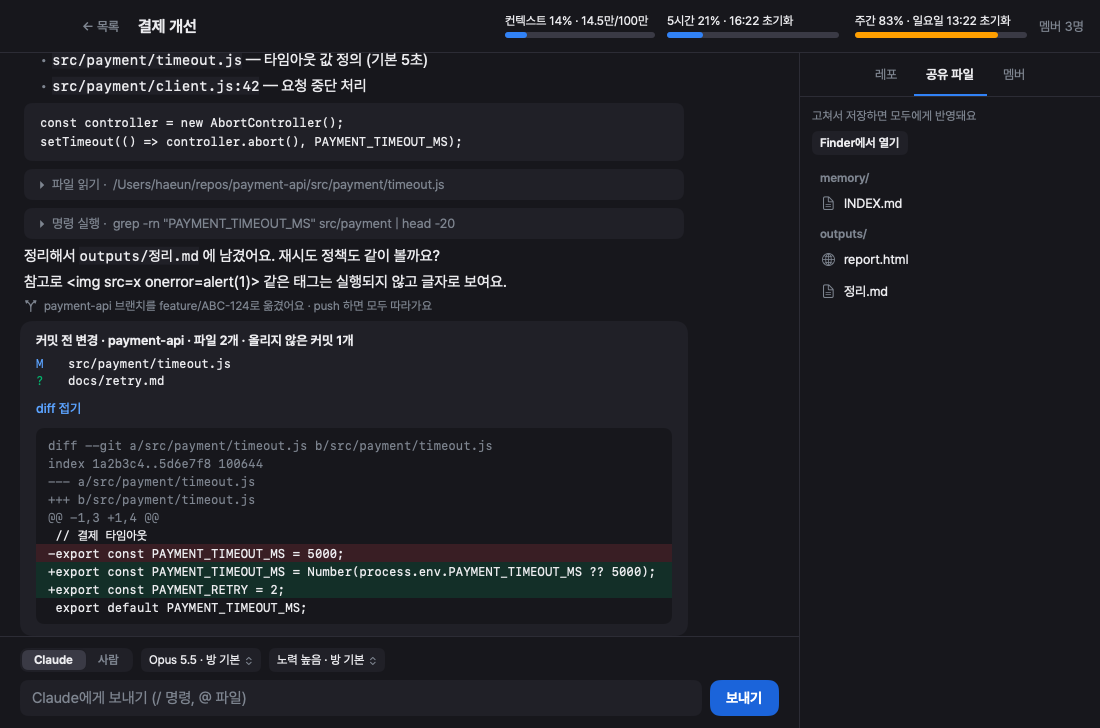 ← 목록 결제 개선
컨텍스트 14% · 14.5만/100만
5시간 21% · 16:22 초기화
주간 83% · 일요일 13:22 초기화
멤버 3명
• src/payment/timeout.js — 타임아웃 값 정의 (기본 5초)
• src/payment/client.js:42 — 요청 중단 처리
const controller = new AbortController();
setTimeout(() => controller.abort(), PAYMENT_TIMEOUT_MS);
파일 읽기 · /Users/haeun/repos/payment-api/src/payment/timeout.js
명령 실행 · grep -rn "PAYMENT_TIMEOUT_MS" src/payment | head -20
정리해서 outputs/정리.md 에 남겼어요. 재시도 정책도 같이 볼까요?
참고로 <img src=x onerror=alert(1)> 같은 태그는 실행되지 않고 글자로 보여요.
payment-api 브랜치를 feature/ABC-124로 옮겼어요 · push 하면 모두 따라가요
커밋 전 변경 · payment-api · 파일 2개 · 올리지 않은 커밋 1개
M src/payment/timeout.js
? docs/retry.md
diff 접기
diff --git a/src/payment/timeout.js b/src/payment/timeout.js
index 1a2b3c4..5d6e7f8 100644
--- a/src/payment/timeout.js
+++ b/src/payment/timeout.js
@@ -1,3 +1,4 @@
// 결제 타임아웃
-export const PAYMENT_TIMEOUT_MS = 5000;
+export const PAYMENT_TIMEOUT_MS = Number(process.env.PAYMENT_TIMEOUT_MS ?? 5000);
+export const PAYMENT_RETRY = 2;
export default PAYMENT_TIMEOUT_MS;
Claude 사람 Opus 5.5 · 방 기본 노력 높음 · 방 기본
Claude에게 보내기 (/ 명령, @ 파일)
보내기
레포 공유 파일 멤버
고쳐서 저장하면 모두에게 반영돼요
Finder에서 열기
memory/
INDEX.md
outputs/
report.html
정리.md